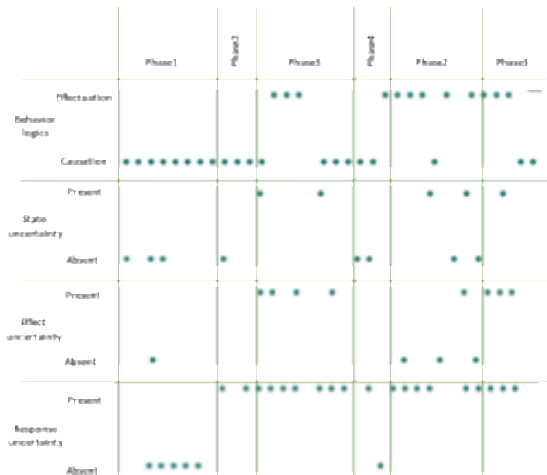 Phase1
Phase2
Phase3
Phase4
Phase2
Phase3
Effectuation
Behavior
logics
Causation
Present
State
uncertainty
Absent
Present
Effect
uncertainty
Absent
Present
Response
uncertainty
Absent